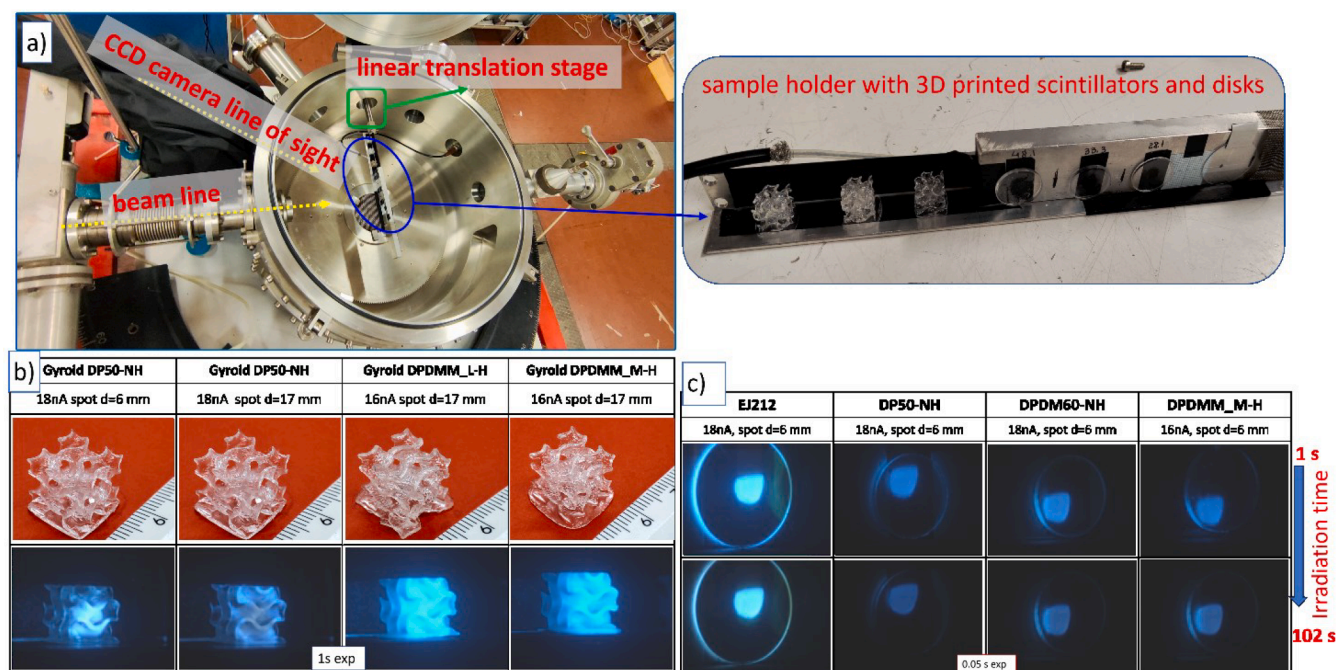 a)
CCD camera line of sight
linear translation stage
beam line
sample holder with 3D printed scintillators and disks
b)
Gyroid DP50-NH
Gyroid DP50-NH
Gyroid DPDMM_L-H
Gyroid DPDMM_M-H
18nA spot d=6 mm
18nA spot d=17 mm
16nA spot d=17 mm
16nA spot d=17 mm
1s exp
c)
EJ212
DP50-NH
DPDM60-NH
DPDMM_M-H
18nA, spot d=6 mm
18nA, spot d=6 mm
18nA, spot d=6 mm
16nA, spot d=6 mm
0.05 s exp
1 s
Irradiation time
102 s